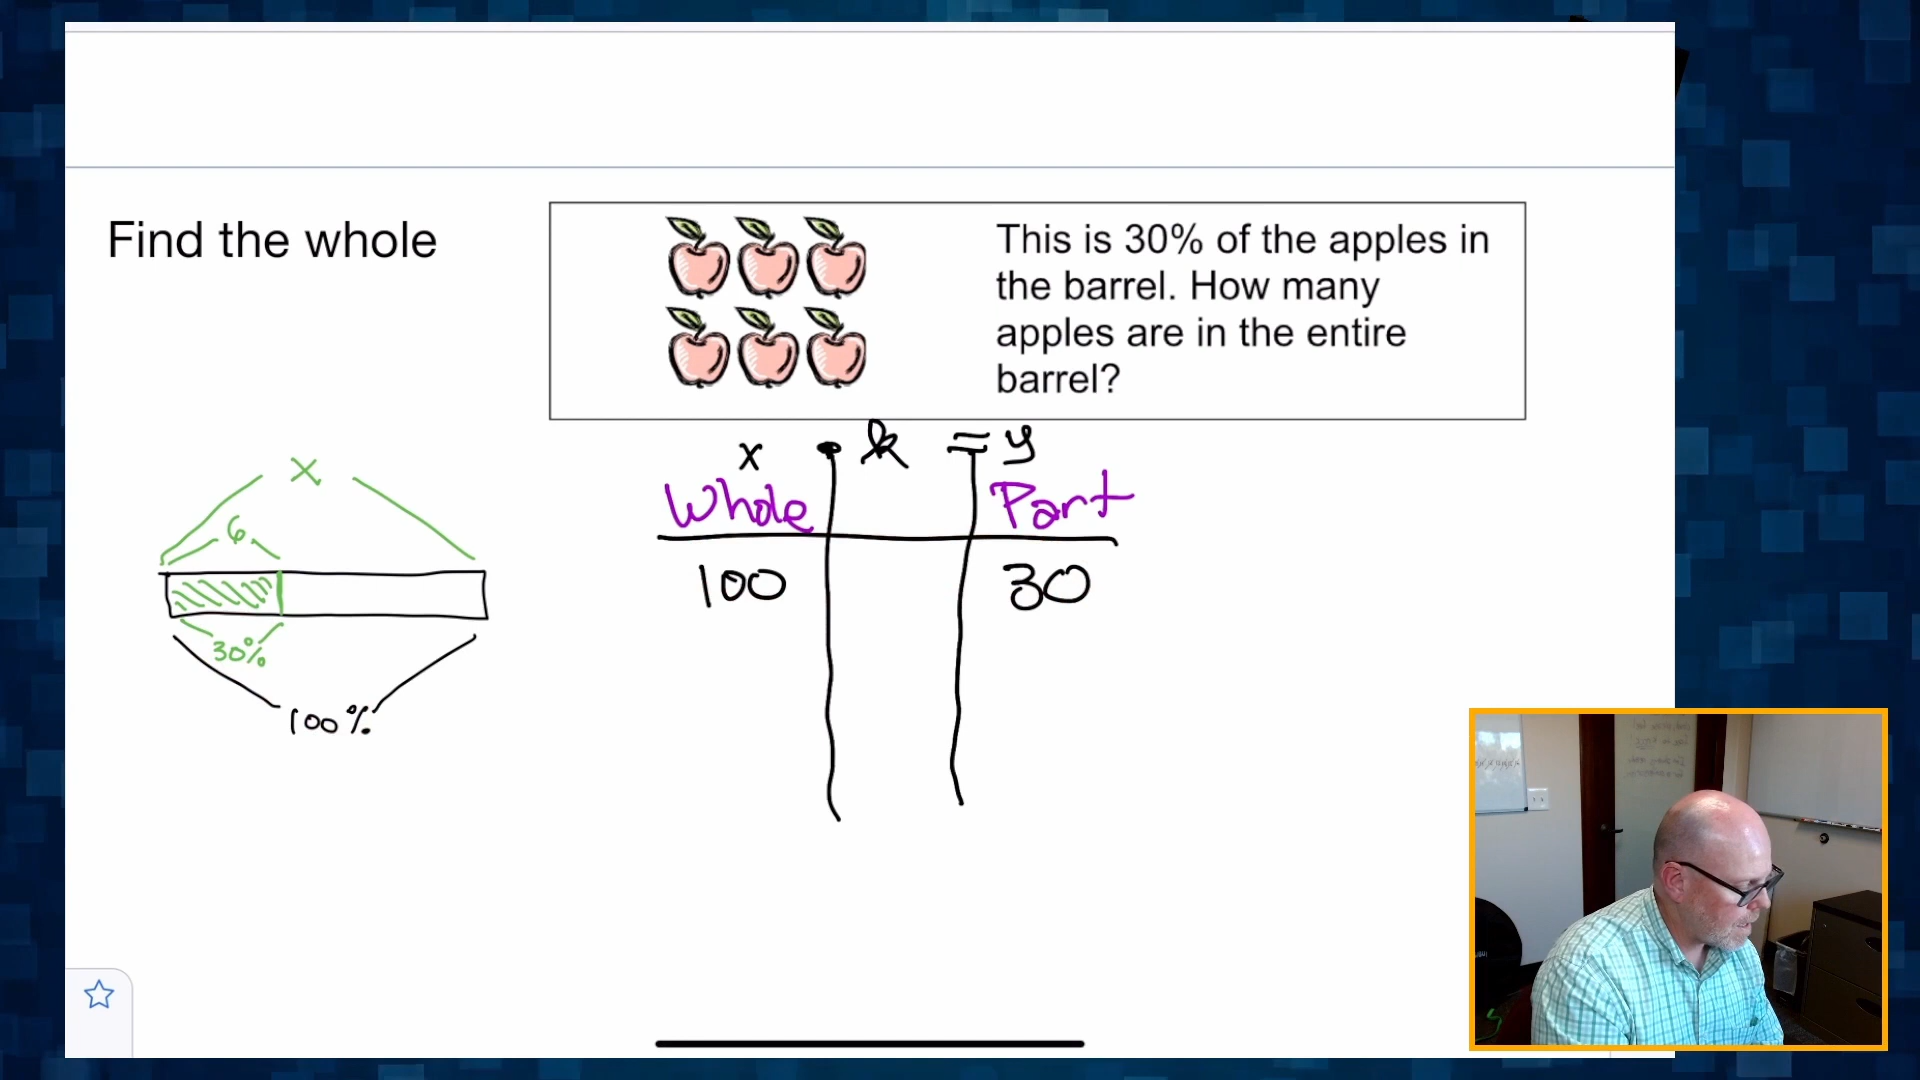 Find the whole
This is 30% of the apples in
the barrel. How many
apples are in the entire
barrel?
x • k = y
Whole Part
100 30
x
6
30%
100%